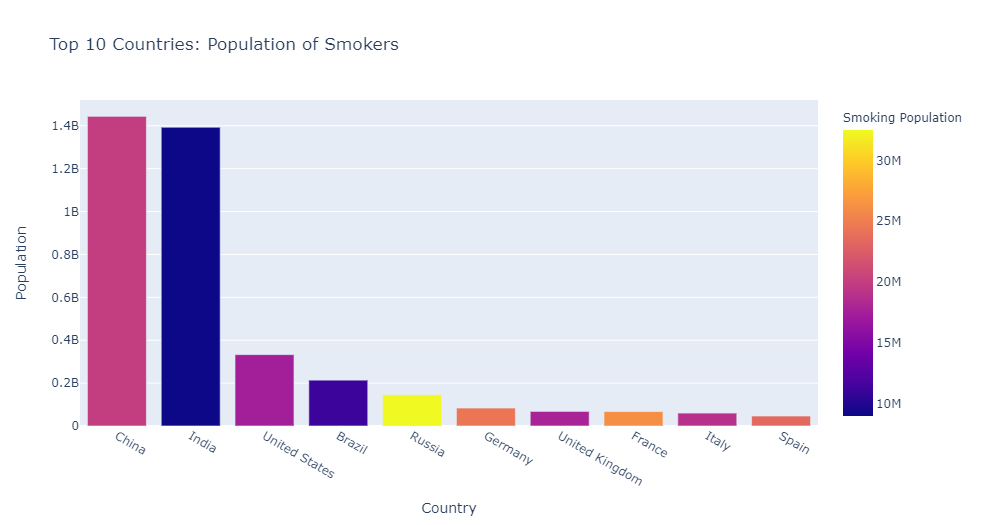 Top 10 Countries: Population of Smokers
Smoking Population
1.4B
1.2B
1B
0.8B
0.6B
0.4B
0.2B
0
Population
30M
25M
20M
15M
10M
China
India
United States
Brazil
Russia
Germany
United Kingdom
France
Italy
Spain
Country